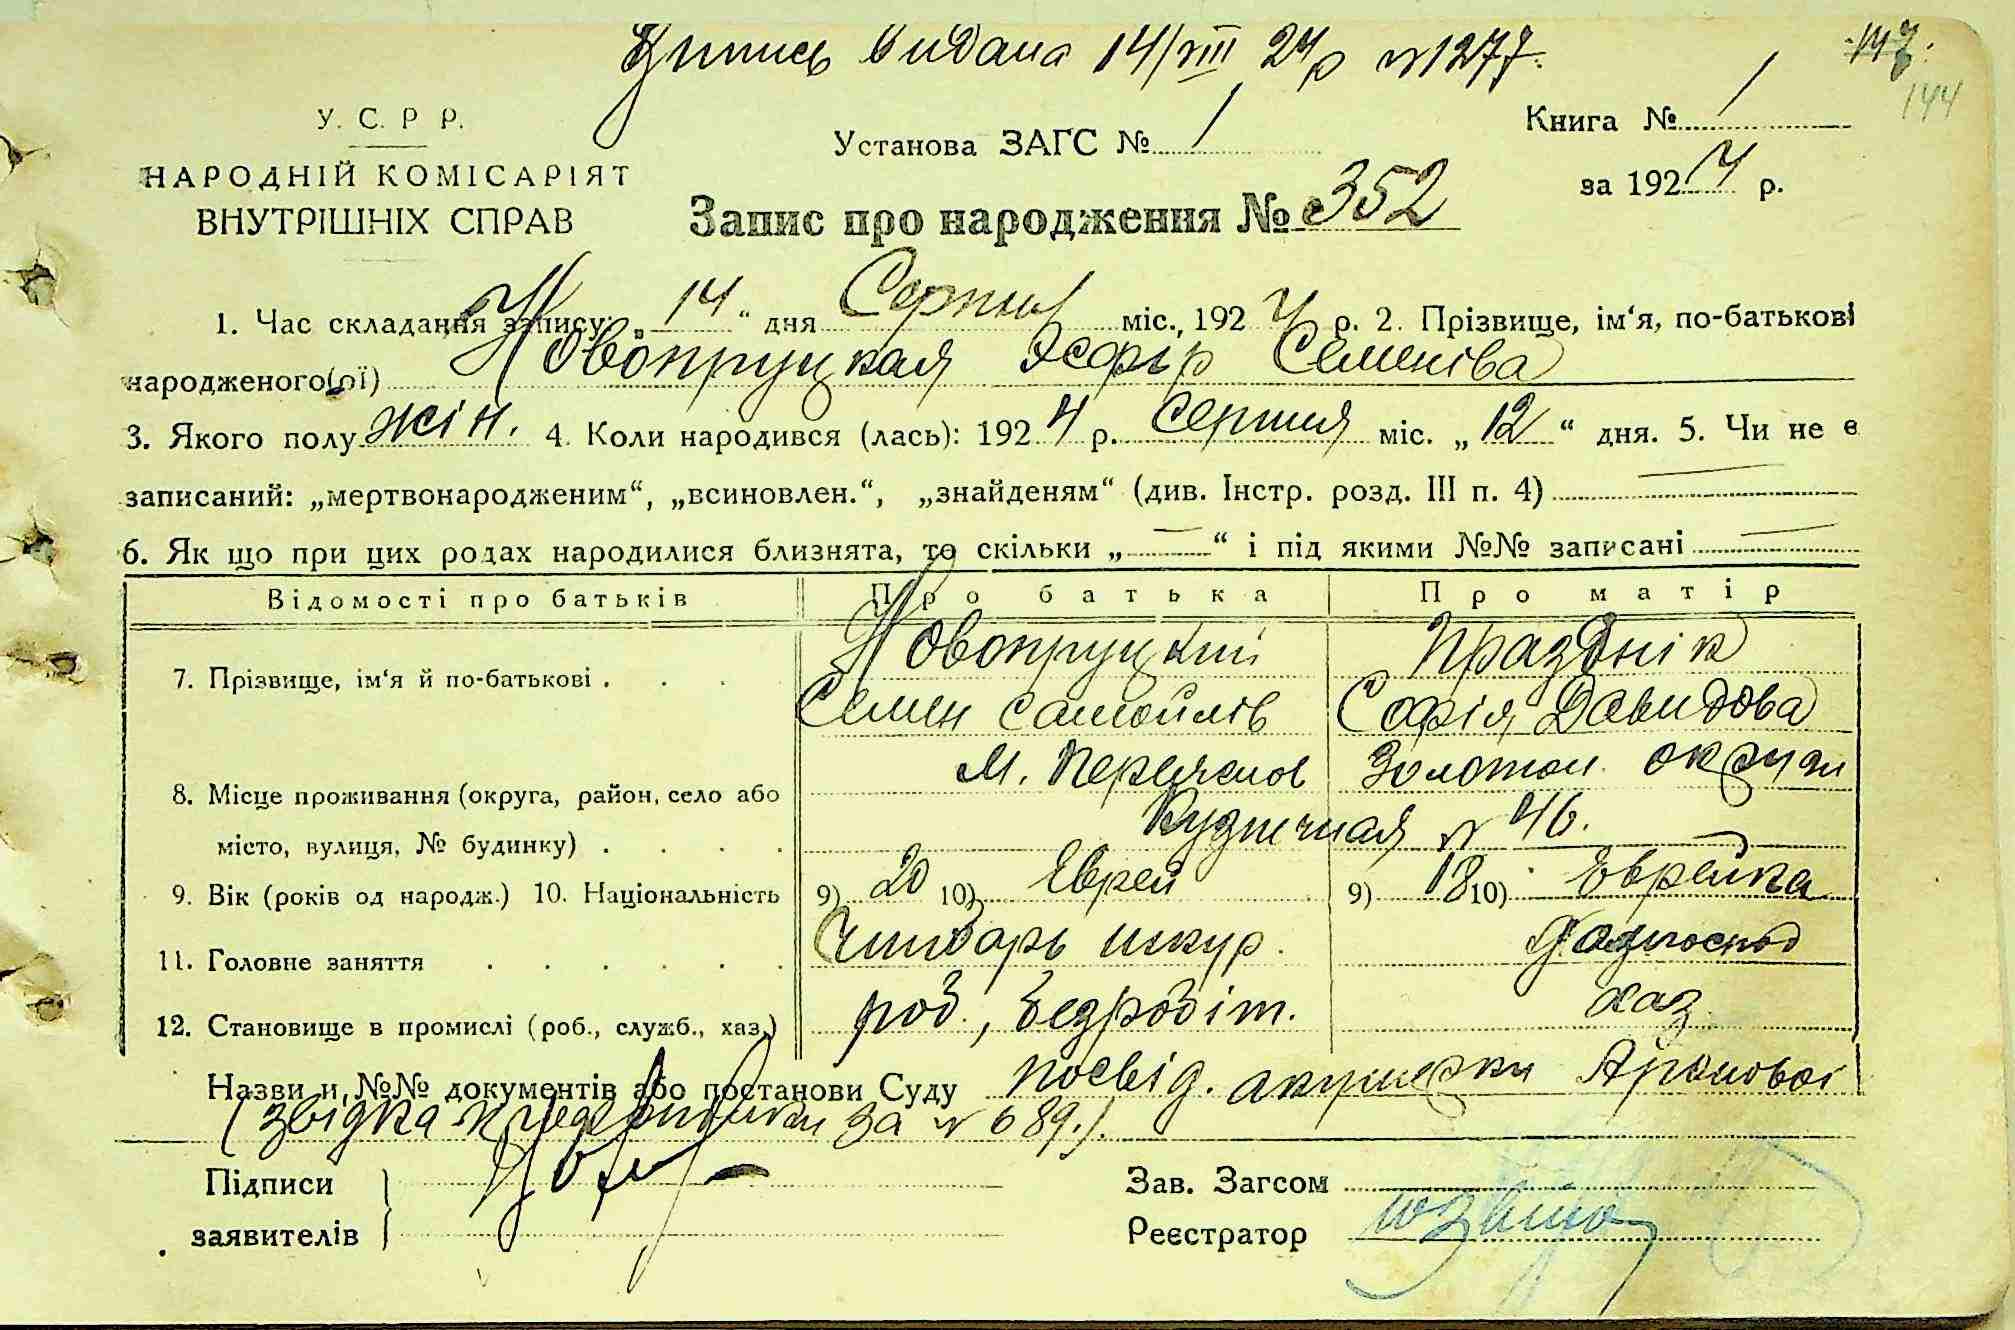 Випись видана 14/VIII 24р №1277.
147.
144
У. С. Р Р.
НАРОДНІЙ КОМІСАРІЯТ
ВНУТРІШНІХ СПРАВ
Установа ЗАГС № 1
Запис про народження № 352
Книга № 1
за 1924 р.
1. Час складання запису: „14“ дня Серпня міс., 1924 р. 2. Прізвище, ім‘я, по-батькові
народженого(ої) Новопруцкая Эсфір Семенова
3. Якого полу жін. 4. Коли народився (лась): 1924 р. серпня міс. „12“ дня. 5. Чи не є
записаний: „мертвонародженим“, „всиновлен.“, „знайденям“ (див. Інстр. розд. III п. 4) —
6. Як що при цих родах народилися близнята, то скільки „—“ і під якими №№ записані —
Відомості про батьків Про батька Про матір
7. Прізвище, ім‘я й по-батькові . Новопруцкий Празднік
Семен Самойлів Софія Давидова
8. Місце проживання (округа, район, село або м. Переяслов Золотон. округи
місто, вулиця, № будинку) . Кузнечная № 46.
9. Вік (років од народж.) 10. Національність 9) 20 10) Еврей 9) 18 10) Еврейка
11. Головне заняття Чинбарь шкур.
12. Становище в промислі (роб., служб., хаз.) роб., безробіт. хаз
Назви и №№ документів або постанови Суду посвід. акушерки Аронової
(звідка за № 689.).
Підписи
заявителів
Зав. Загсом
Реєстратор